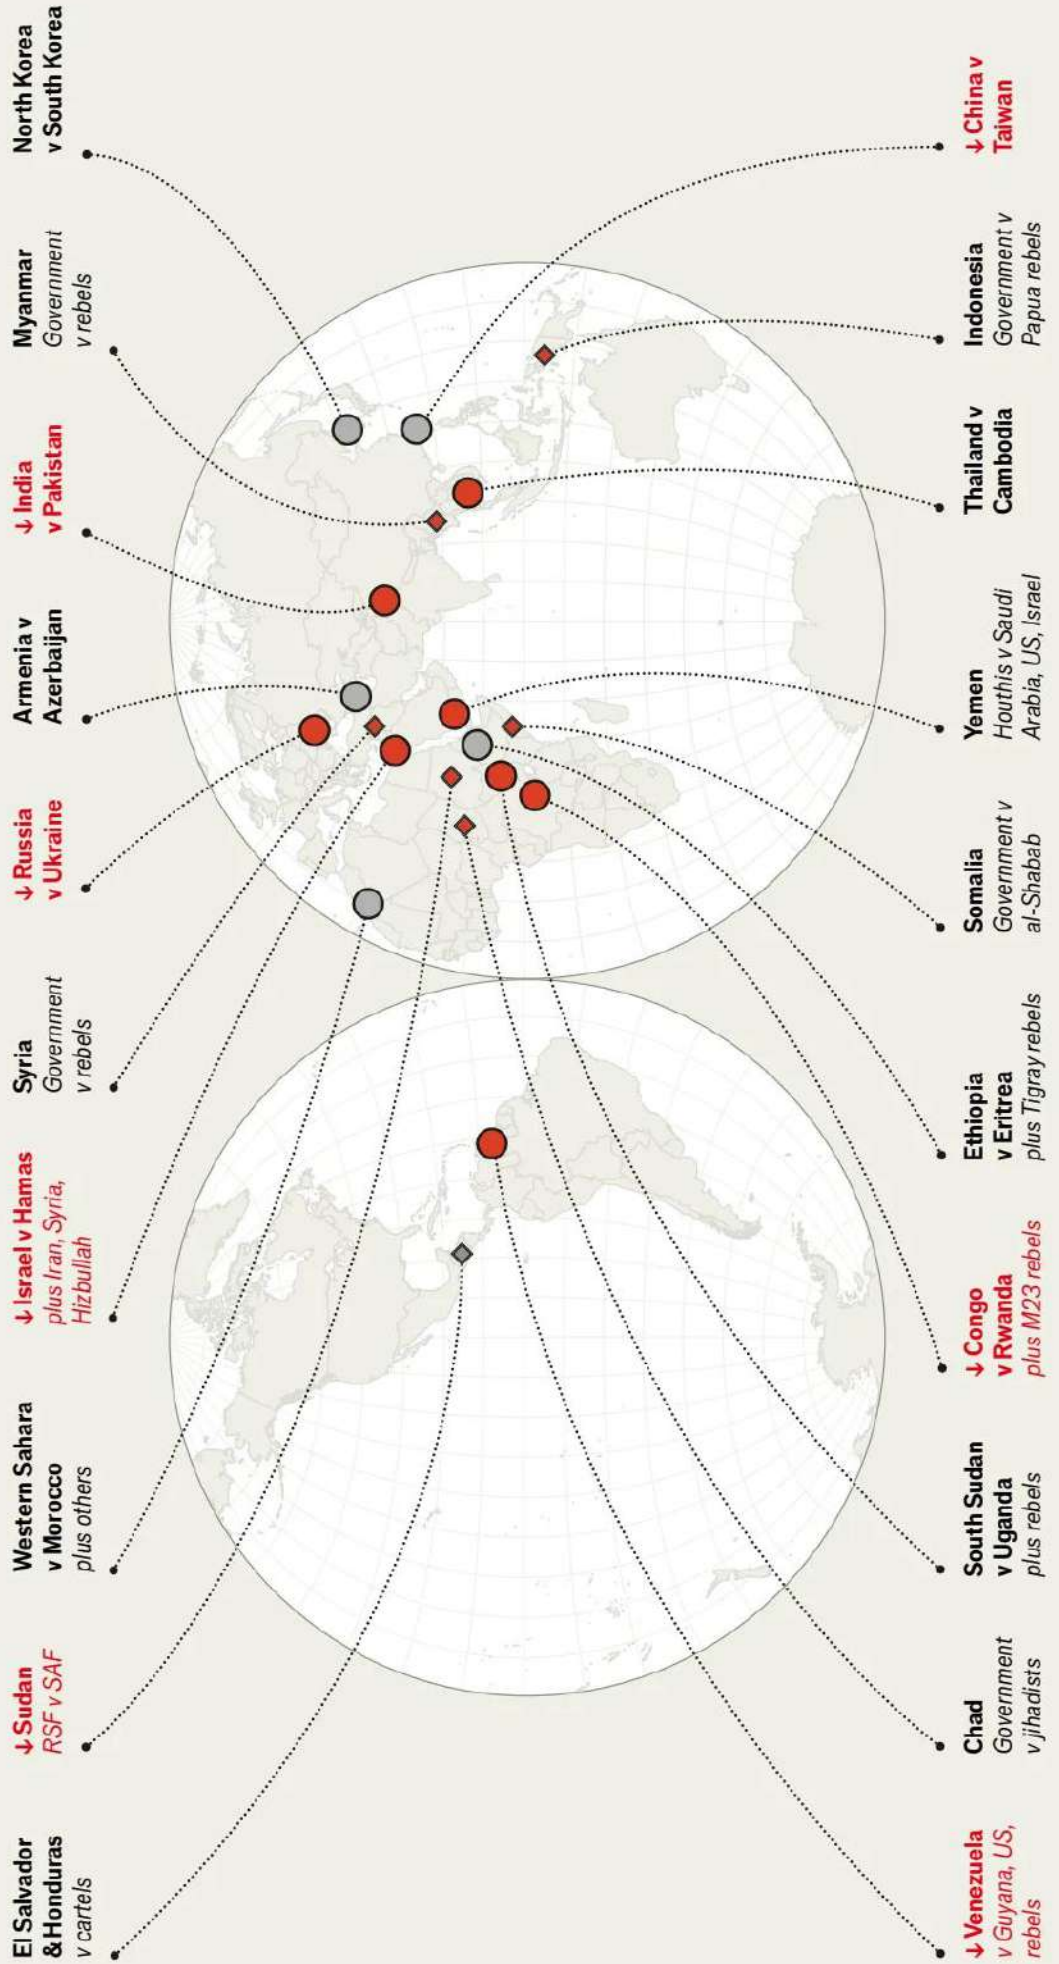 El Salvador
& Honduras
v cartels
↓Sudan
RSF v SAF
Western Sahara
v Morocco
plus others
↓Israel v Hamas
plus Iran, Syria,
Hizbullah
Syria
Government
v rebels
↓Russia
v Ukraine
Armenia v
Azerbaijan
↓India
v Pakistan
Myanmar
Government
v rebels
North Korea
v South Korea
↓Venezuela
v Guyana, US,
rebels
Chad
Government
v jihadists
South Sudan
v Uganda
plus rebels
↓Congo
v Rwanda
plus M23 rebels
Ethiopia
v Eritrea
plus Tigray rebels
Somalia
Government v
al-Shabab
Yemen
Houthis v Saudi
Arabia, US, Israel
Thailand v
Cambodia
Indonesia
Government v
Papua rebels
↓China v
Taiwan